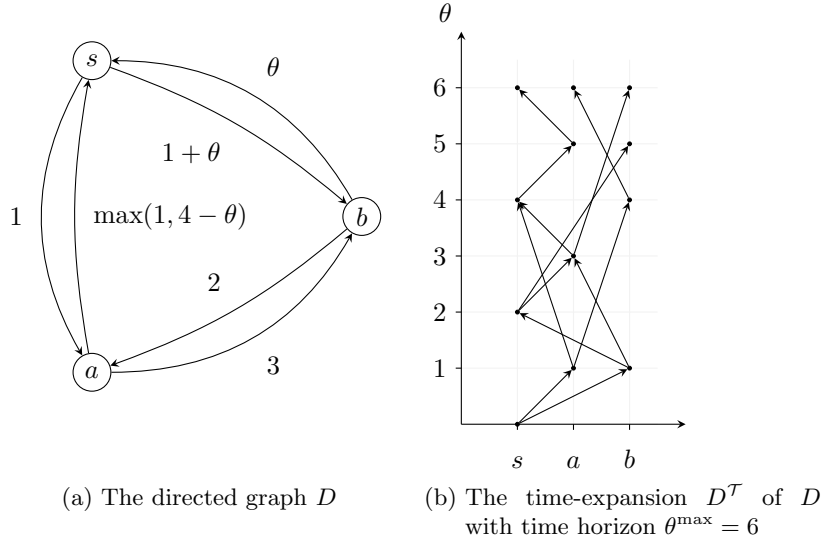 s
θ
1 + θ
1
max(1, 4 − θ)
b
2
a
3
(a) The directed graph D
θ
6
5
4
3
2
1
s a b
(b) The time-expansion D^𝒯 of D
with time horizon θ^max = 6